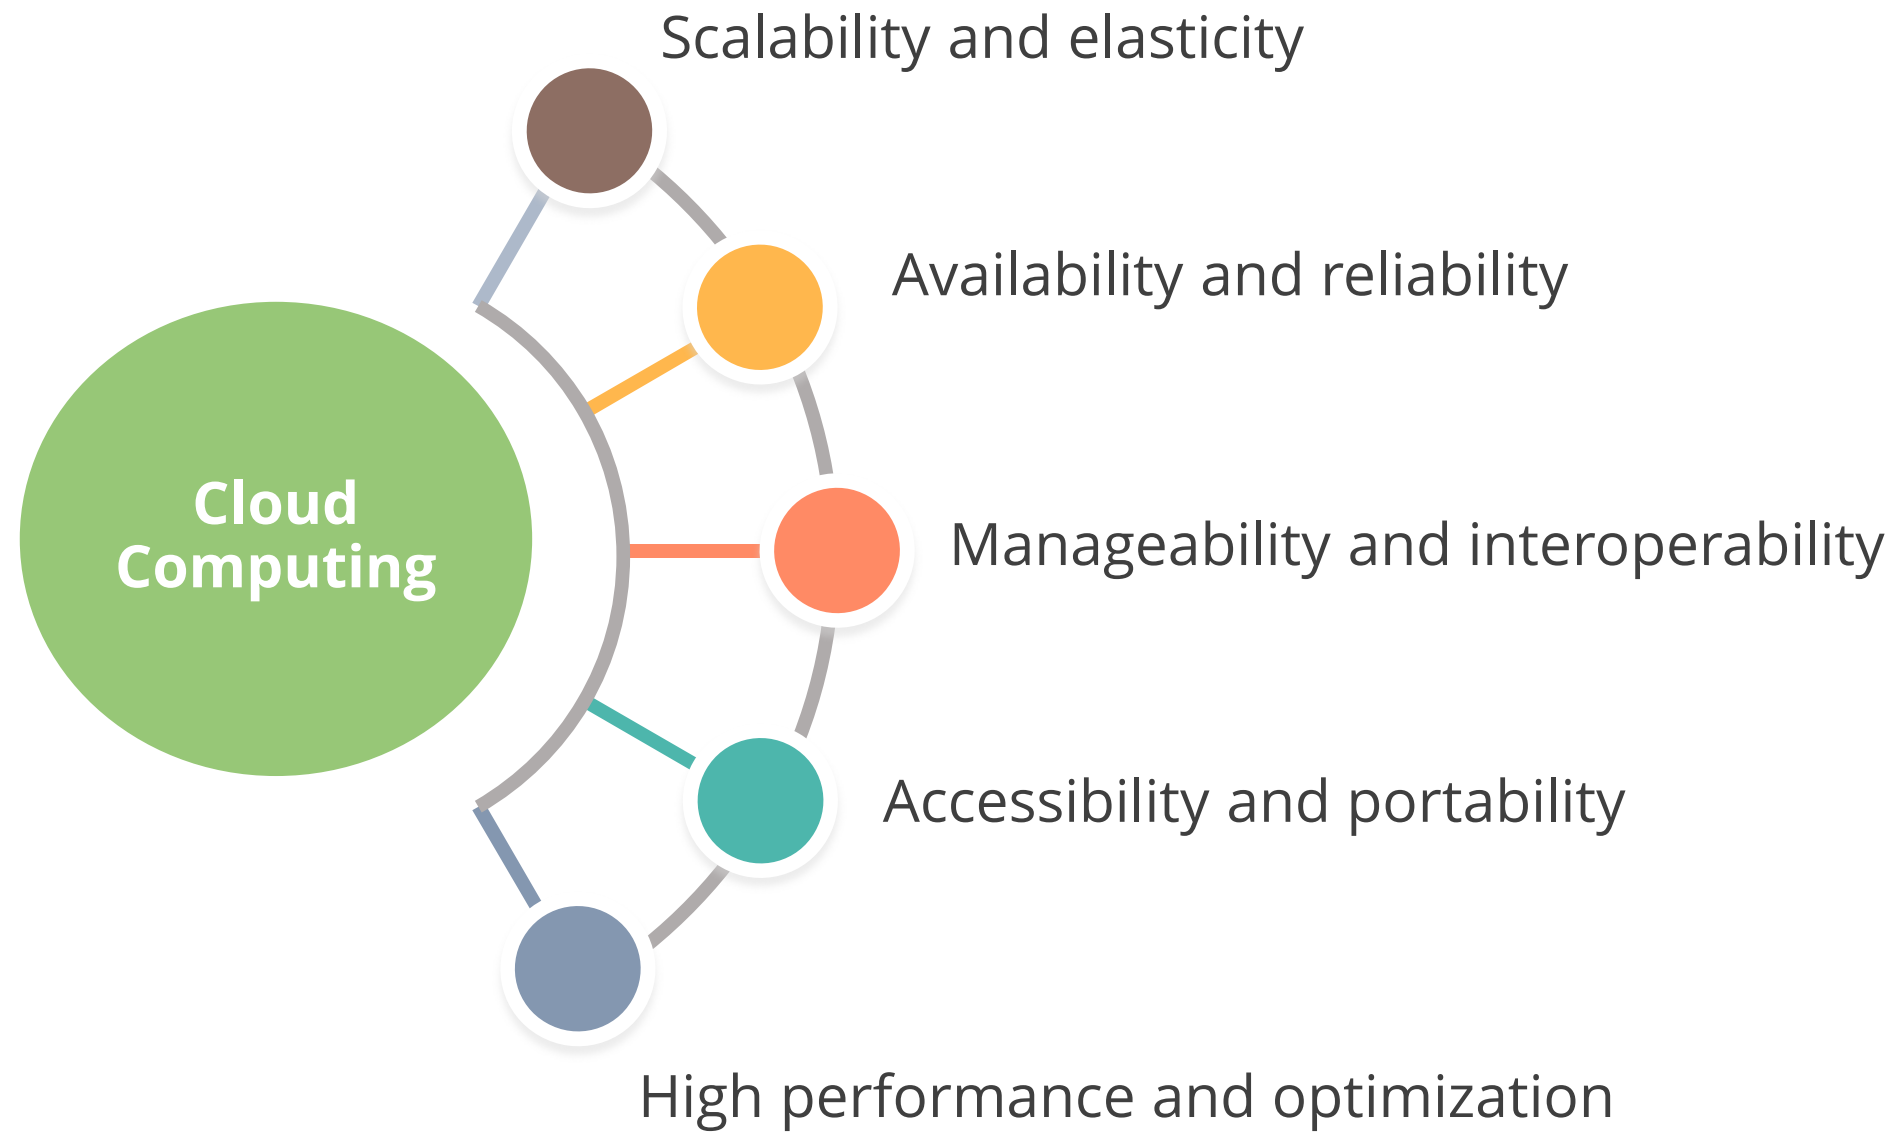 Scalability and elasticity
Availability and reliability
Cloud
Computing
Manageability and interoperability
Accessibility and portability
High performance and optimization